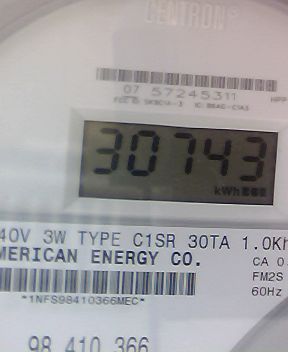 CENTRON®
07 57245311
30743
kWh
40V 3W TYPE C1SR 30TA 1.0Kh
MERICAN ENERGY CO.
CA 0.
FM2S
60Hz
*1NFS98410366MEC*
98 410 366